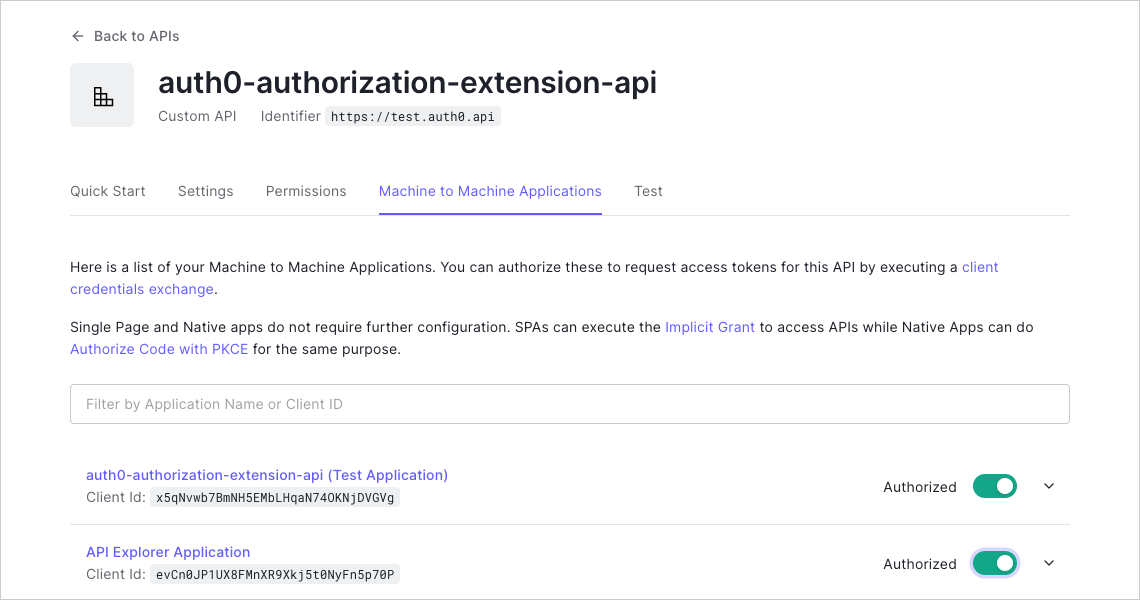 Back to APIs
auth0-authorization-extension-api
Custom API Identifier https://test.auth0.api
Quick Start Settings Permissions Machine to Machine Applications Test
Here is a list of your Machine to Machine Applications. You can authorize these to request access tokens for this API by executing a client
credentials exchange.
Single Page and Native apps do not require further configuration. SPAs can execute the Implicit Grant to access APIs while Native Apps can do
Authorize Code with PKCE for the same purpose.
Filter by Application Name or Client ID
auth0-authorization-extension-api (Test Application)
Client Id: x5qNvwb7BmNH5EMbLHqaN74OKNjDVGVg
Authorized
API Explorer Application
Client Id: evCn0JP1UX8FMnXR9Xkj5t0NyFn5p70P
Authorized